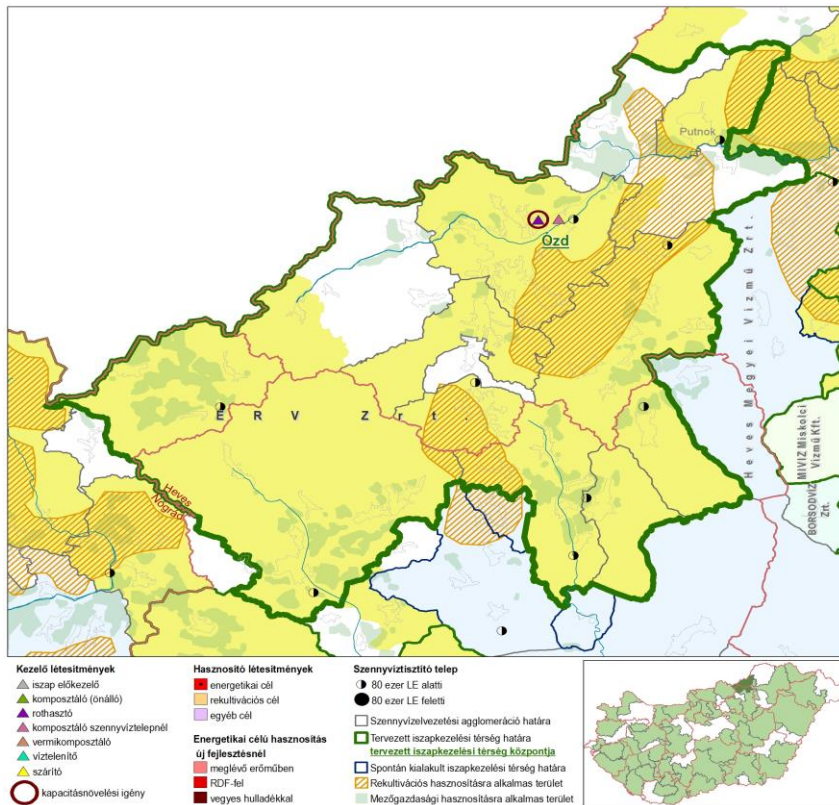 Putnok
Ózd
ERV Zrt.
Heves
Nógrád
Heves Megyei Vízmű Zrt.
MIVIZ Miskolci
Vízmű Kft.
BORSODVÍZ
Zrt.
Kezelő létesítmények
iszap előkezelő
komposztáló (önálló)
rothasztó
komposztáló szennyvíztelepnél
vermikomposztáló
víztelenítő
szárító
kapacitásnövelési igény
Hasznosító létesítmények
energetikai cél
rekultivációs cél
egyéb cél
Energetikai célú hasznosítás
új fejlesztésnél
meglévő erőműben
RDF-fel
vegyes hulladékkal
Szennyvíztisztító telep
80 ezer LE alatti
80 ezer LE feletti
Szennyvízelvezetési agglomeráció határa
Tervezett iszapkezelési térség határa
tervezett iszapkezelési térség központja
Spontán kialakult iszapkezelési térség határa
Rekultivációs hasznosításra alkalmas terület
Mezőgazdasági hasznosításra alkalmas terület